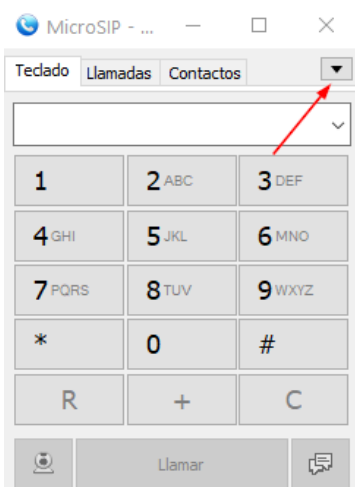 MicroSIP - ...
Teclado Llamadas Contactos
1 2 ABC 3 DEF
4 GHI 5 JKL 6 MNO
7 PQRS 8 TUV 9 WXYZ
* 0 #
R + C
Llamar